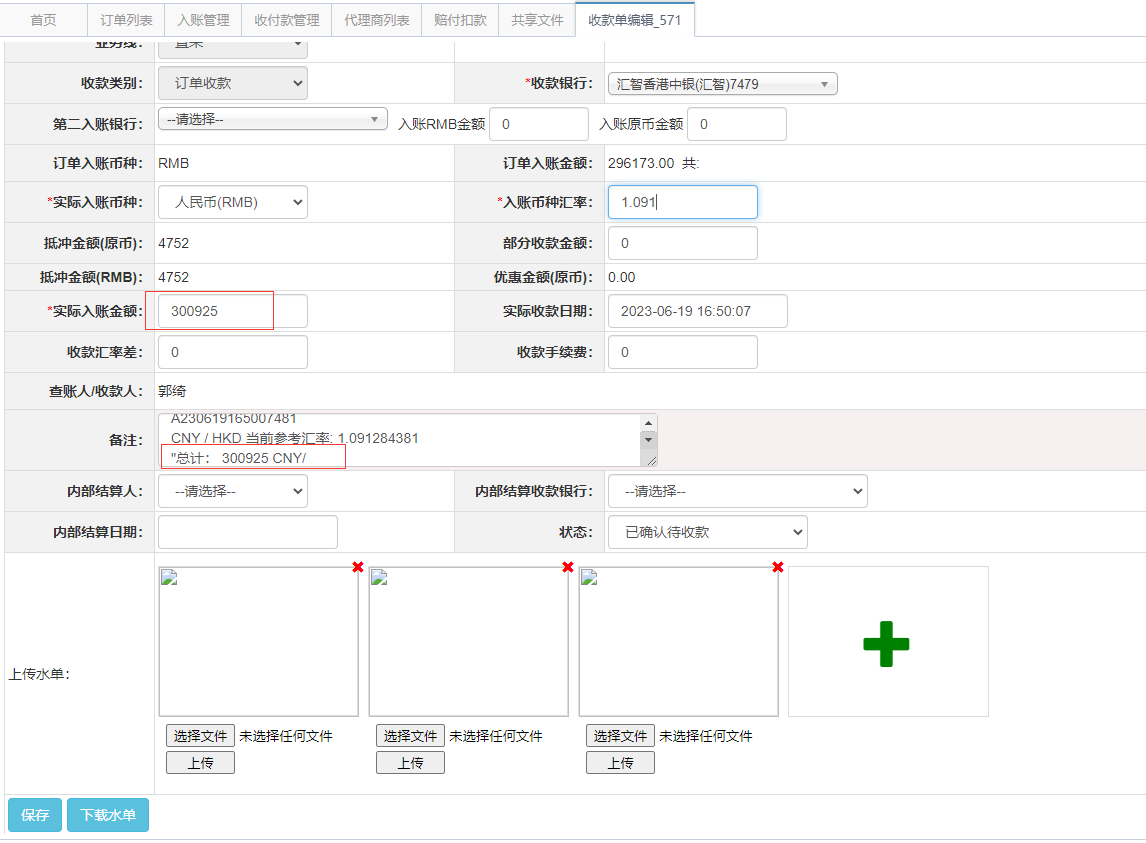 首页 订单列表 入账管理 收付款管理 代理商列表 赔付扣款 共享文件 收款单编辑_571
业务线: 直采
收款类别: 订单收款 *收款银行: 汇智香港中银(汇智)7479
第二入账银行: --请选择-- 入账RMB金额 0 入账原币金额 0
订单入账币种: RMB 订单入账金额: 296173.00 共:
*实际入账币种: 人民币(RMB) *入账币种汇率: 1.091
抵冲金额(原币): 4752 部分收款金额: 0
抵冲金额(RMB): 4752 优惠金额(原币): 0.00
*实际入账金额: 300925 实际收款日期: 2023-06-19 16:50:07
收款汇率差: 0 收款手续费: 0
查账人/收款人: 郭绮
备注: A230619165007481
CNY / HKD 当前参考汇率: 1.091284381
"总计: 300925 CNY/
内部结算人: --请选择-- 内部结算收款银行: --请选择--
内部结算日期: 状态: 已确认待收款
上传水单:
选择文件 未选择任何文件 选择文件 未选择任何文件 选择文件 未选择任何文件
上传 上传 上传
保存 下载水单